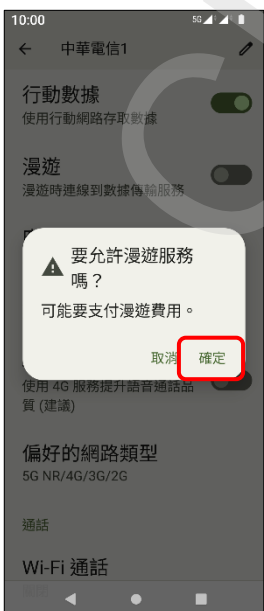 10:00
5G
中華電信1
行動數據
使用行動網路存取數據
漫遊
漫遊時連線到數據傳輸服務
要允許漫遊服務
嗎？
可能要支付漫遊費用。
取消
確定
使用 4G 服務提升語音通話品
質 (建議)
偏好的網路類型
5G NR/4G/3G/2G
通話
Wi-Fi 通話